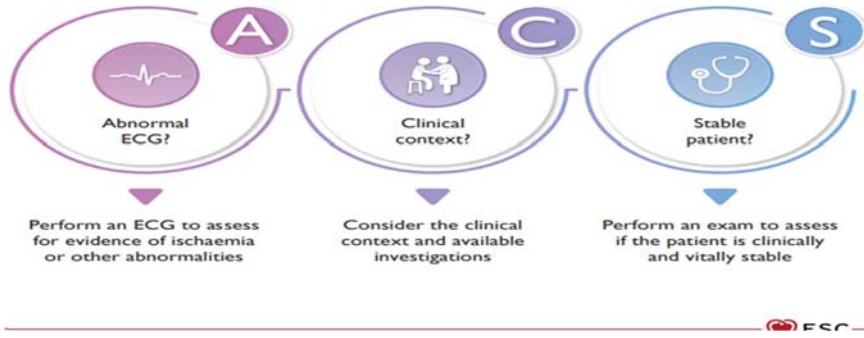 A
C
S
Abnormal
ECG?
Clinical
context?
Stable
patient?
Perform an ECG to assess
for evidence of ischaemia
or other abnormalities
Consider the clinical
context and available
investigations
Perform an exam to assess
if the patient is clinically
and vitally stable
ESC